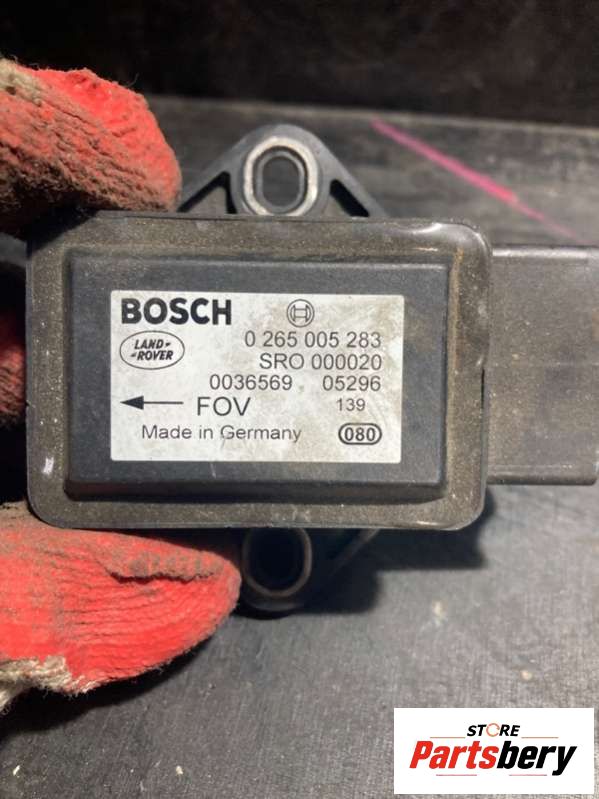 BOSCH
LAND
ROVER
0 265 005 283
SRO 000020
0036569 05296
FOV 139
Made in Germany 080
STORE
Partsbery